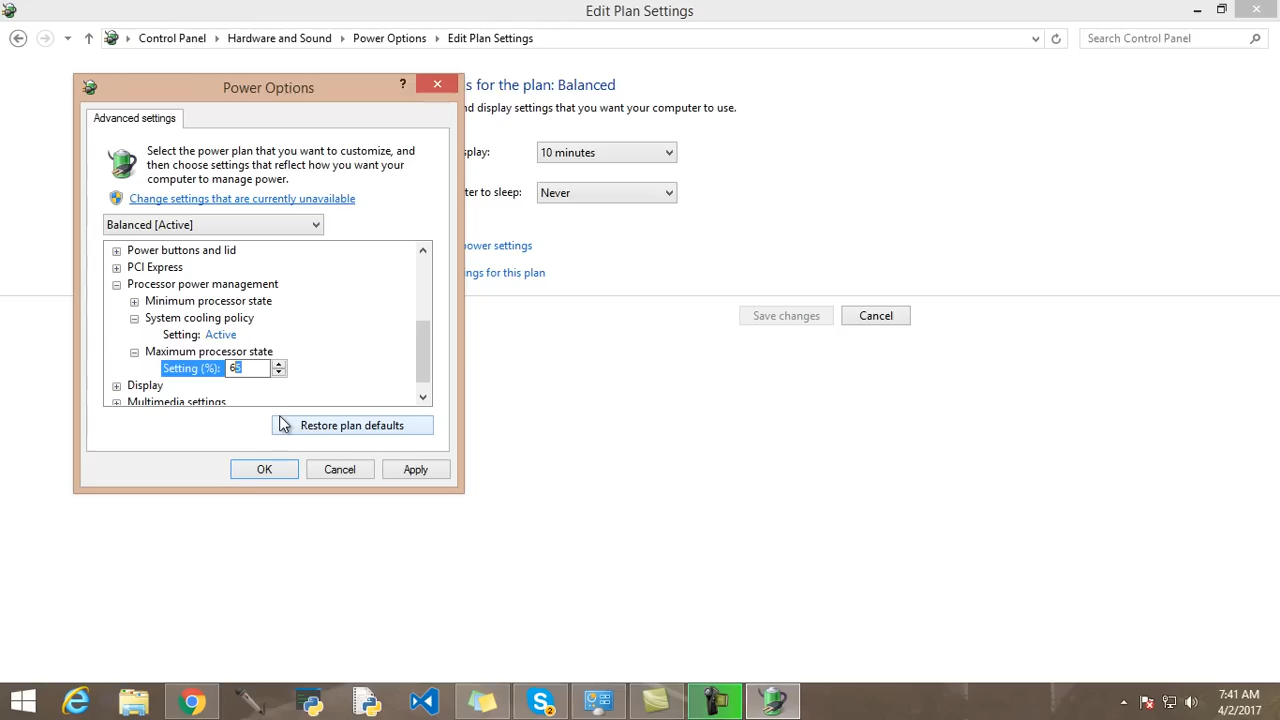 Edit Plan Settings
Control Panel
Hardware and Sound
Power Options
Edit Plan Settings
Search Control Panel
Power Options
?
s for the plan: Balanced
nd display settings that you want your computer to use.
Advanced settings
Select the power plan that you want to customize, and
then choose settings that reflect how you want your
computer to manage power.
splay:
10 minutes
ter to sleep:
Never
Change settings that are currently unavailable
Balanced [Active]
Power buttons and lid
power settings
PCI Express
ings for this plan
Processor power management
Minimum processor state
System cooling policy
Setting: Active
Save changes
Cancel
Maximum processor state
Setting (%): 65
Display
Multimedia settings
Restore plan defaults
OK
Cancel
Apply
2
7:41 AM
4/2/2017